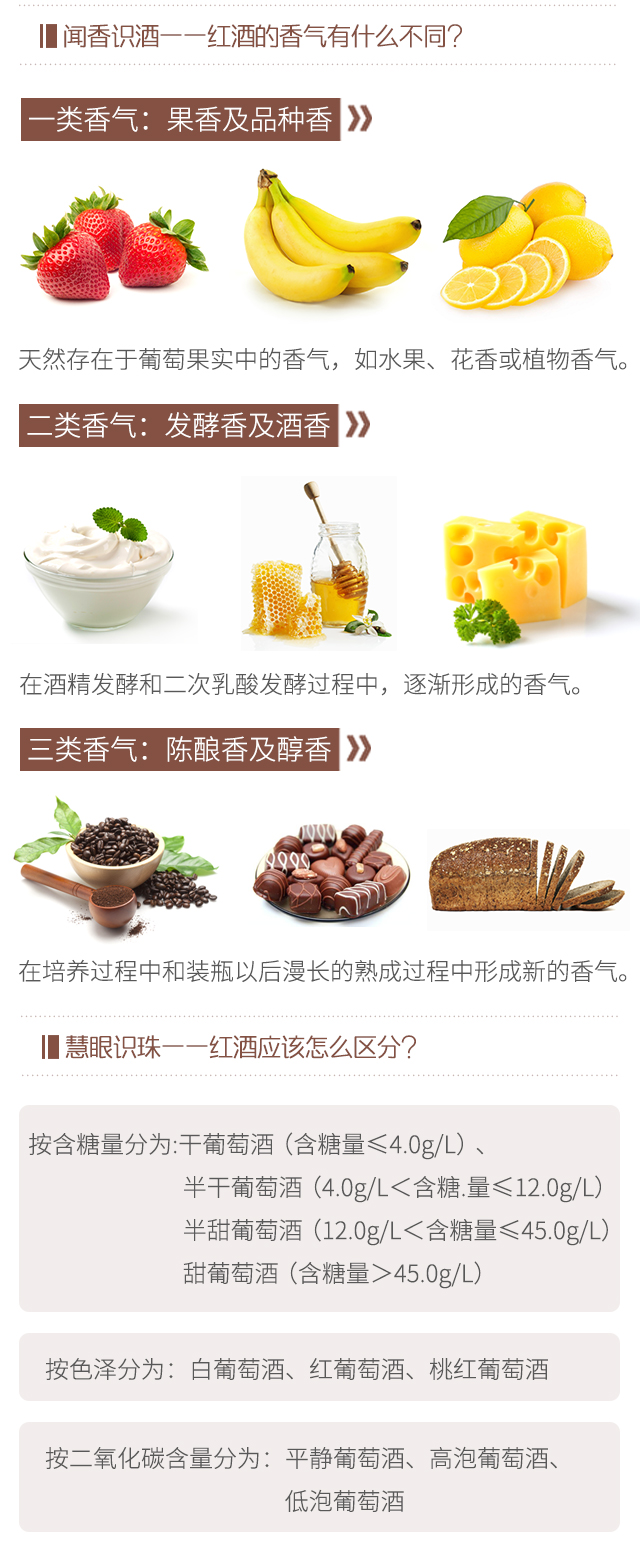 闻香识酒一一红酒的香气有什么不同?
一类香气：果香及品种香
天然存在于葡萄果实中的香气，如水果、花香或植物香气。
二类香气：发酵香及酒香
在酒精发酵和二次乳酸发酵过程中，逐渐形成的香气。
三类香气：陈酿香及醇香
在培养过程中和装瓶以后漫长的熟成过程中形成新的香气。
慧眼识珠一一红酒应该怎么区分?
按含糖量分为:干葡萄酒（含糖量≤4.0g/L）、
半干葡萄酒（4.0g/L＜含糖.量≤12.0g/L）
半甜葡萄酒（12.0g/L＜含糖量≤45.0g/L）
甜葡萄酒（含糖量＞45.0g/L）
按色泽分为：白葡萄酒、红葡萄酒、桃红葡萄酒
按二氧化碳含量分为：平静葡萄酒、高泡葡萄酒、
低泡葡萄酒